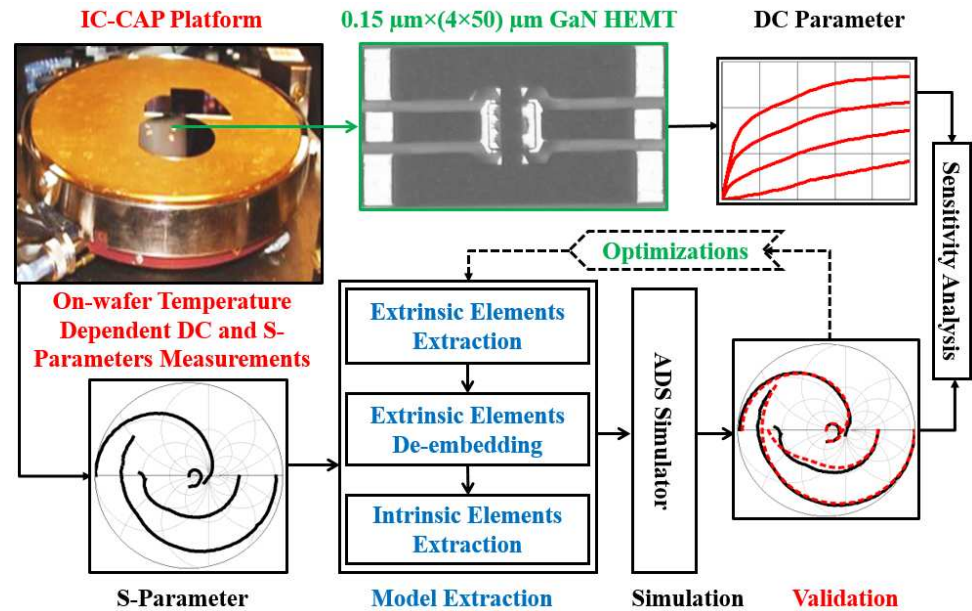 IC-CAP Platform
0.15 μm×(4×50) μm GaN HEMT
DC Parameter
On-wafer Temperature
Dependent DC and S-
Parameters Measurements
Optimizations
Extrinsic Elements
Extraction
Extrinsic Elements
De-embedding
Intrinsic Elements
Extraction
ADS Simulator
Sensitivity Analysis
S-Parameter
Model Extraction
Simulation
Validation